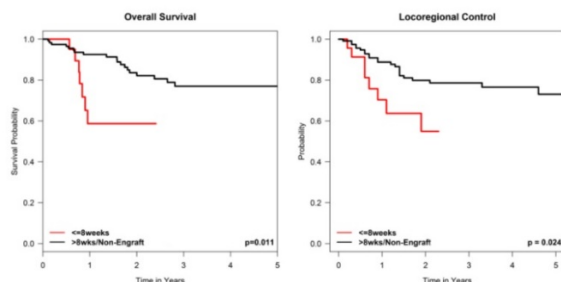 Overall Survival
Survival Probability
1.0
0.8
0.6
0.4
0.2
0.0
<=8weeks
>8wks/Non-Engraft
p=0.011
0 1 2 3 4 5
Time in Years
Locoregional Control
Probability
1.0
0.8
0.6
0.4
0.2
0.0
<=8weeks
>8wks/Non-Engraft
p = 0.024
0 1 2 3 4 5
Time in Years